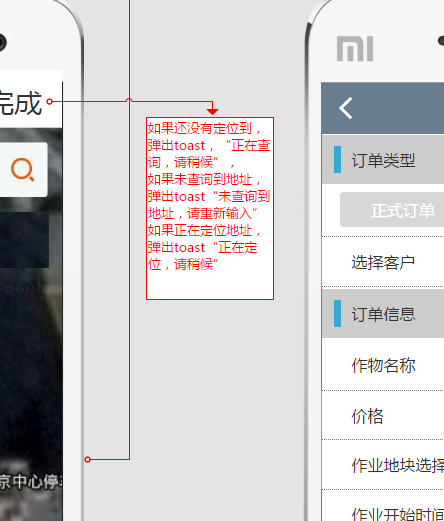 完成
如果还没有定位到，
弹出toast，“正在查
询，请稍候”，
如果未查询到地址，
弹出toast“未查询到
地址，请重新输入”
如果正在定位地址，
弹出toast“正在定
位，请稍候”
京中心停
订单类型
正式订单
选择客户
订单信息
作物名称
价格
作业地块选择
作业开始时间